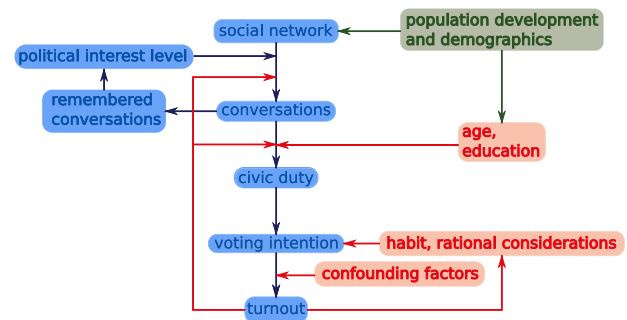 population development
and demographics
social network
political interest level
remembered
conversations
conversations
age,
education
civic duty
voting intention
habit, rational considerations
confounding factors
turnout